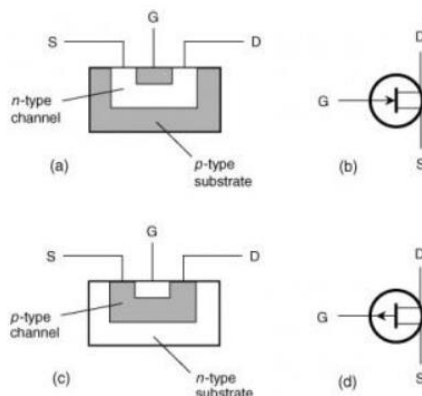 G
S D
n-type
channel
(a)
p-type
substrate
D
G
(b)
S
G
S D
p-type
channel
(c)
n-type
substrate
D
G
(d)
S